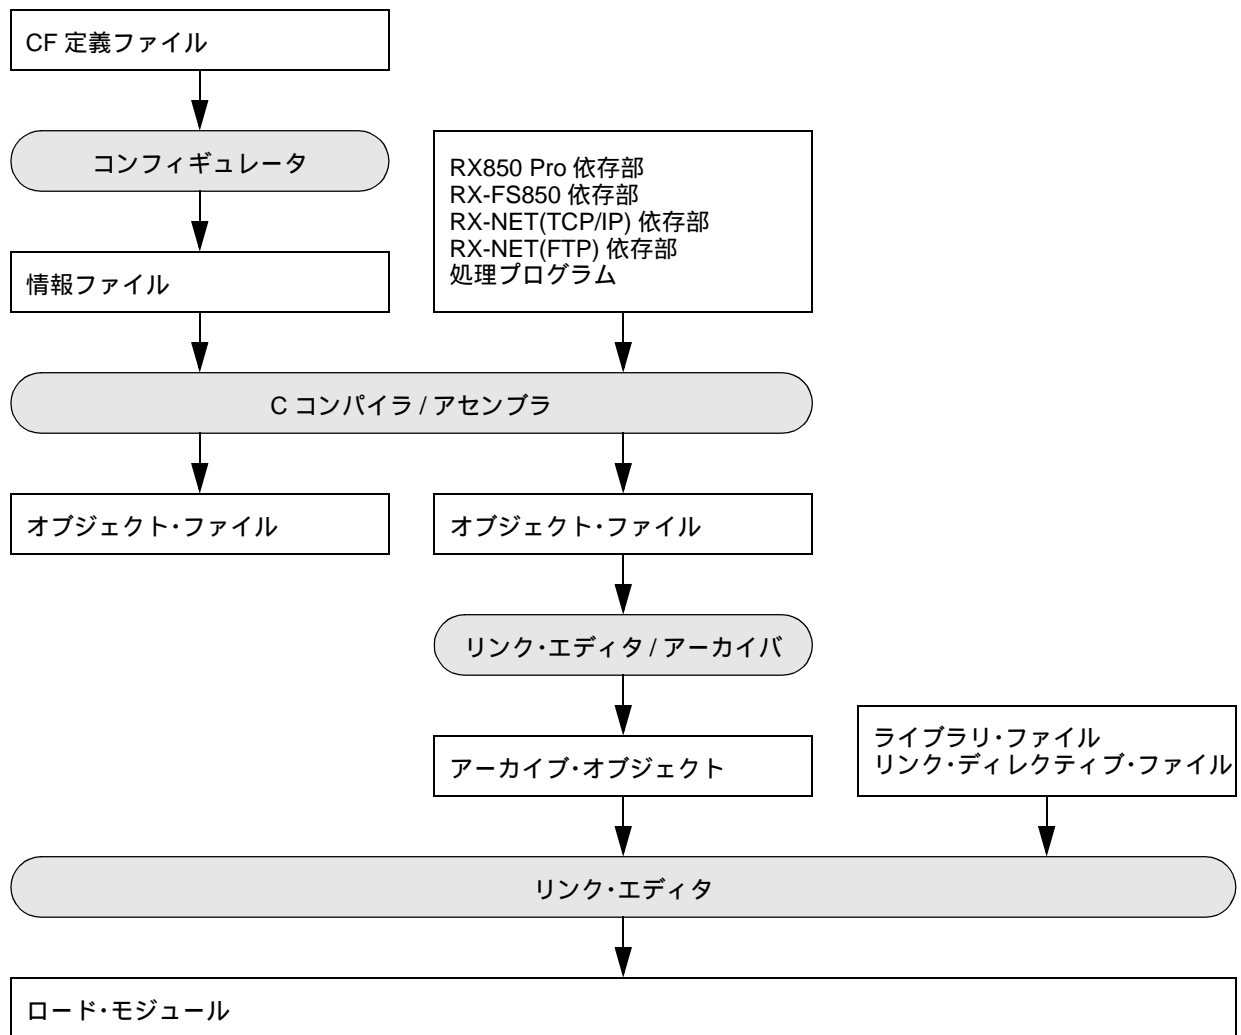 CF 定義ファイル
コンフィギュレータ
RX850 Pro 依存部
RX-FS850 依存部
RX-NET(TCP/IP) 依存部
RX-NET(FTP) 依存部
処理プログラム
情報ファイル
C コンパイラ / アセンブラ
オブジェクト・ファイル
オブジェクト・ファイル
リンク・エディタ / アーカイバ
アーカイブ・オブジェクト
ライブラリ・ファイル
リンク・ディレクティブ・ファイル
リンク・エディタ
ロード・モジュール